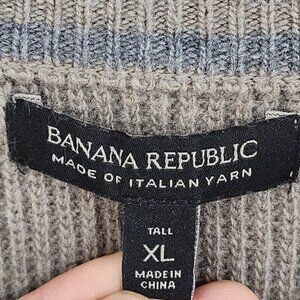 BANANA REPUBLIC
MADE OF ITALIAN YARN
TALL
XL
MADE IN
CHINA